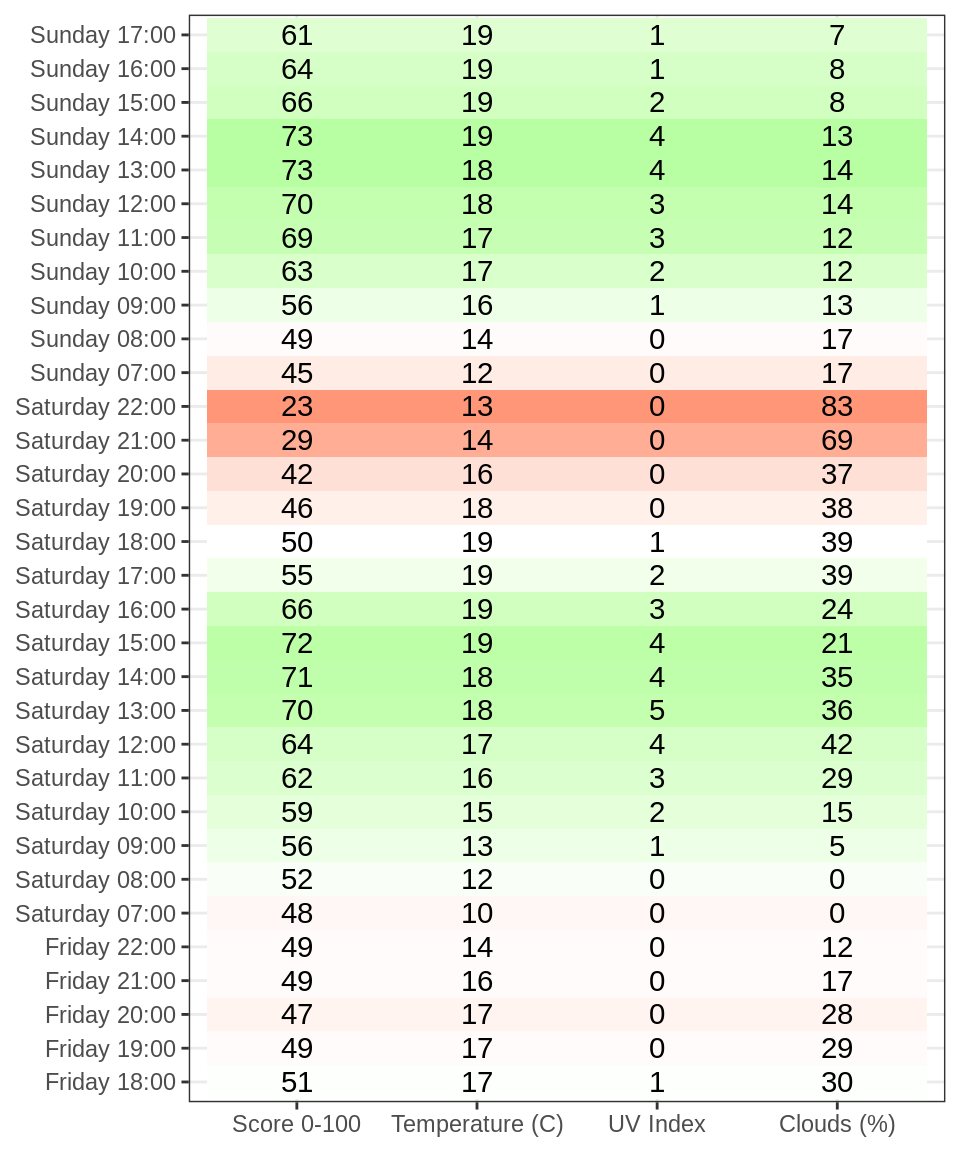 Sunday 17:00 61 19 1 7
Sunday 16:00 64 19 1 8
Sunday 15:00 66 19 2 8
Sunday 14:00 73 19 4 13
Sunday 13:00 73 18 4 14
Sunday 12:00 70 18 3 14
Sunday 11:00 69 17 3 12
Sunday 10:00 63 17 2 12
Sunday 09:00 56 16 1 13
Sunday 08:00 49 14 0 17
Sunday 07:00 45 12 0 17
Saturday 22:00 23 13 0 83
Saturday 21:00 29 14 0 69
Saturday 20:00 42 16 0 37
Saturday 19:00 46 18 0 38
Saturday 18:00 50 19 1 39
Saturday 17:00 55 19 2 39
Saturday 16:00 66 19 3 24
Saturday 15:00 72 19 4 21
Saturday 14:00 71 18 4 35
Saturday 13:00 70 18 5 36
Saturday 12:00 64 17 4 42
Saturday 11:00 62 16 3 29
Saturday 10:00 59 15 2 15
Saturday 09:00 56 13 1 5
Saturday 08:00 52 12 0 0
Saturday 07:00 48 10 0 0
Friday 22:00 49 14 0 12
Friday 21:00 49 16 0 17
Friday 20:00 47 17 0 28
Friday 19:00 49 17 0 29
Friday 18:00 51 17 1 30
Score 0-100 Temperature (C) UV Index Clouds (%)